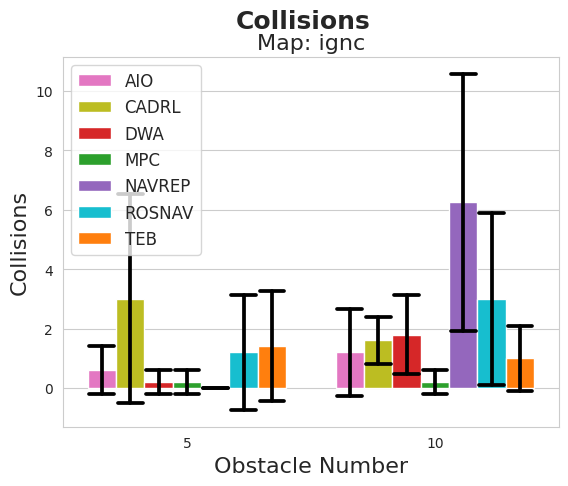 Collisions
Map: ignc
AIO
CADRL
DWA
MPC
NAVREP
ROSNAV
TEB
Collisions
10
8
6
4
2
0
5
10
Obstacle Number